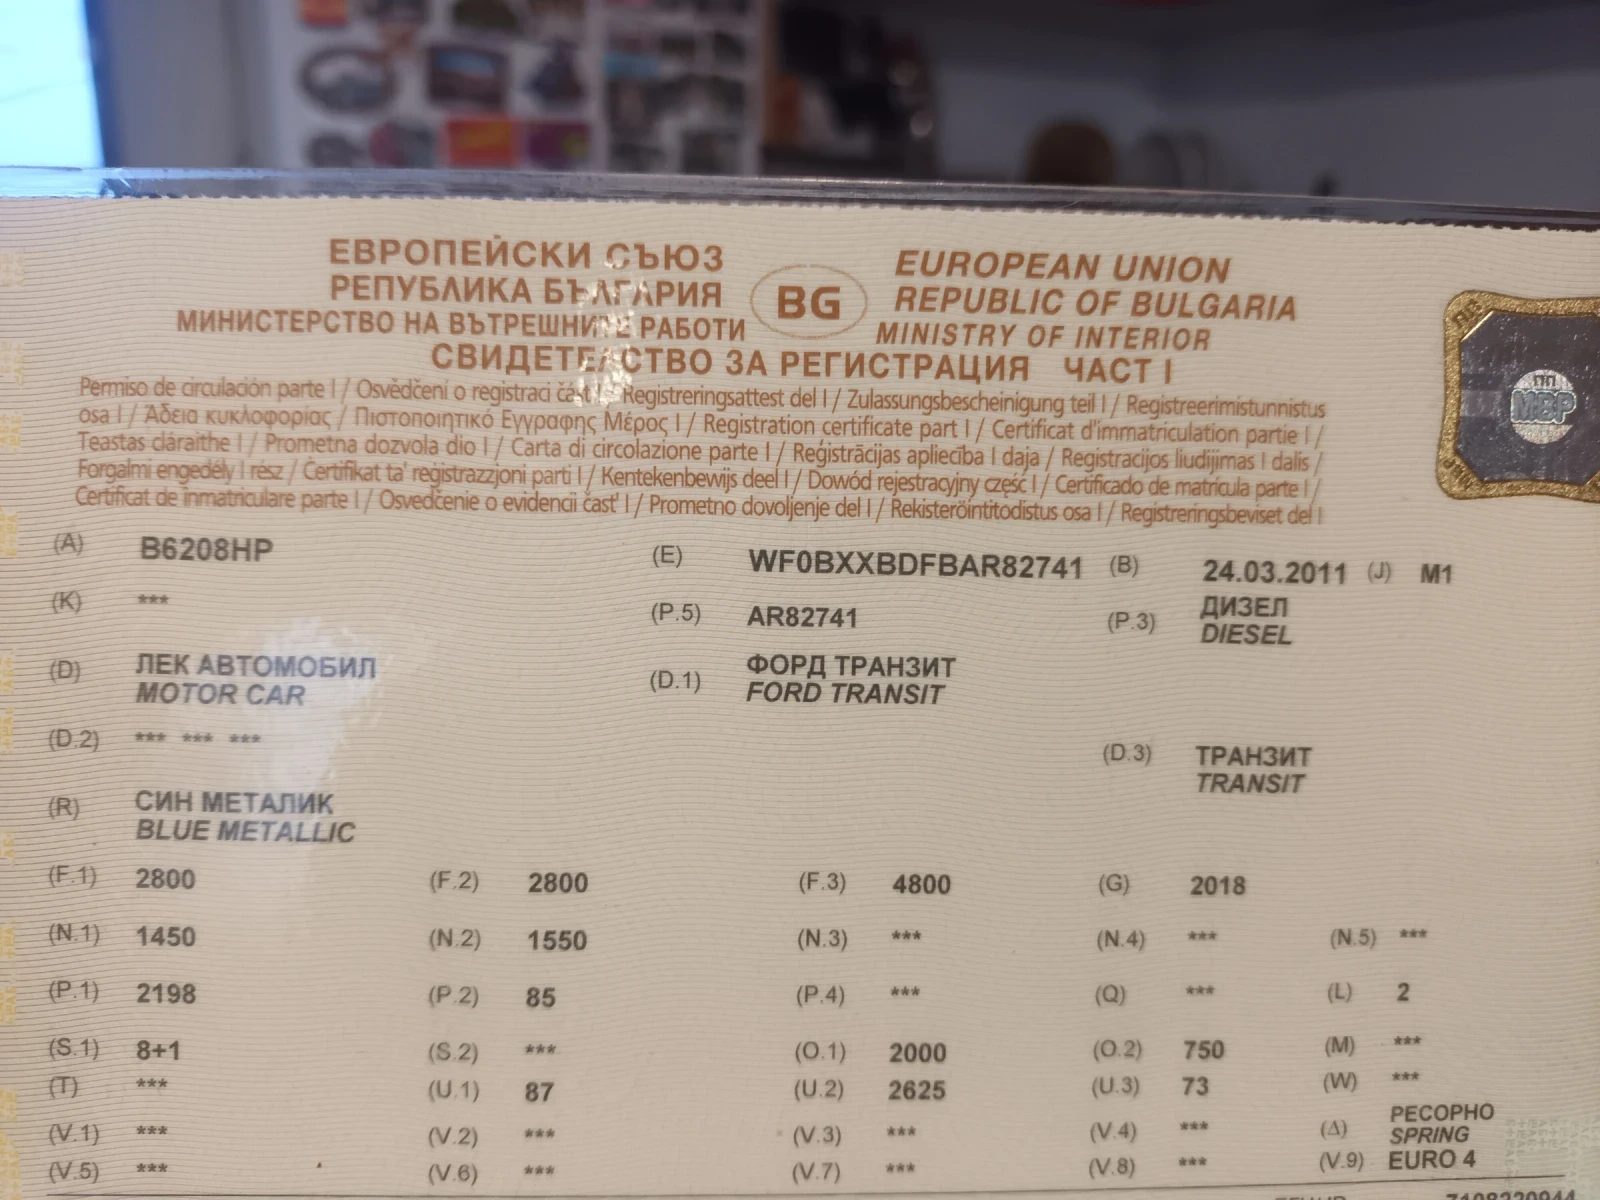 ЕВРОПЕЙСКИ СЪЮЗ
РЕПУБЛИКА БЪЛГАРИЯ
МИНИСТЕРСТВО НА ВЪТРЕШНИТЕ РАБОТИ
BG
EUROPEAN UNION
REPUBLIC OF BULGARIA
MINISTRY OF INTERIOR
СВИДЕТЕЛСТВО ЗА РЕГИСТРАЦИЯ ЧАСТ I
ПП
МВР
Permiso de circulación parte I / Osvědčení o registraci část I / Registreringsattest del I / Zulassungsbescheinigung teil I / Registreerimistunnistus
osa I / Άδεια κυκλοφορίας / Πιστοποιητικό Εγγραφης Μέρος I / Registration certificate part I / Certificat d'immatriculation partie I /
Teastas cláraithe I / Prometna dozvola dio I / Carta di circolazione parte I / Reģistrācijas apliecība I daļa / Registracijos liudijimas I dalis /
Forgalmi engedély I rész / Ċertifikat ta' reġistrazzjoni parti I / Kentekenbewijs deel I / Dowód rejestracyjny część I / Certificado de matrícula parte I /
Certificat de înmatriculare parte I / Osvedčenie o evidencii časť I / Prometno dovoljenje del I / Rekisteröintitodistus osa I / Registreringsbeviset del I
(A) B6208HP (E) WF0BXXBDFBAR82741 (B) 24.03.2011 (J) M1
(K) *** (P.5) AR82741 (P.3) ДИЗЕЛ
DIESEL
(D) ЛЕК АВТОМОБИЛ (D.1) ФОРД ТРАНЗИТ
MOTOR CAR FORD TRANSIT
(D.2) *** *** *** (D.3) ТРАНЗИТ
TRANSIT
(R) СИН МЕТАЛИК
BLUE METALLIC
(F.1) 2800 (F.2) 2800 (F.3) 4800 (G) 2018
(N.1) 1450 (N.2) 1550 (N.3) *** (N.4) *** (N.5) ***
(P.1) 2198 (P.2) 85 (P.4) *** (Q) *** (L) 2
(S.1) 8+1 (S.2) *** (O.1) 2000 (O.2) 750 (M) ***
(T) *** (U.1) 87 (U.2) 2625 (U.3) 73 (W) ***
(V.1) *** (V.2) *** (V.3) *** (V.4) *** (Δ) РЕСОРНО
SPRING
(V.5) *** (V.6) *** (V.7) *** (V.8) *** (V.9) EURO 4